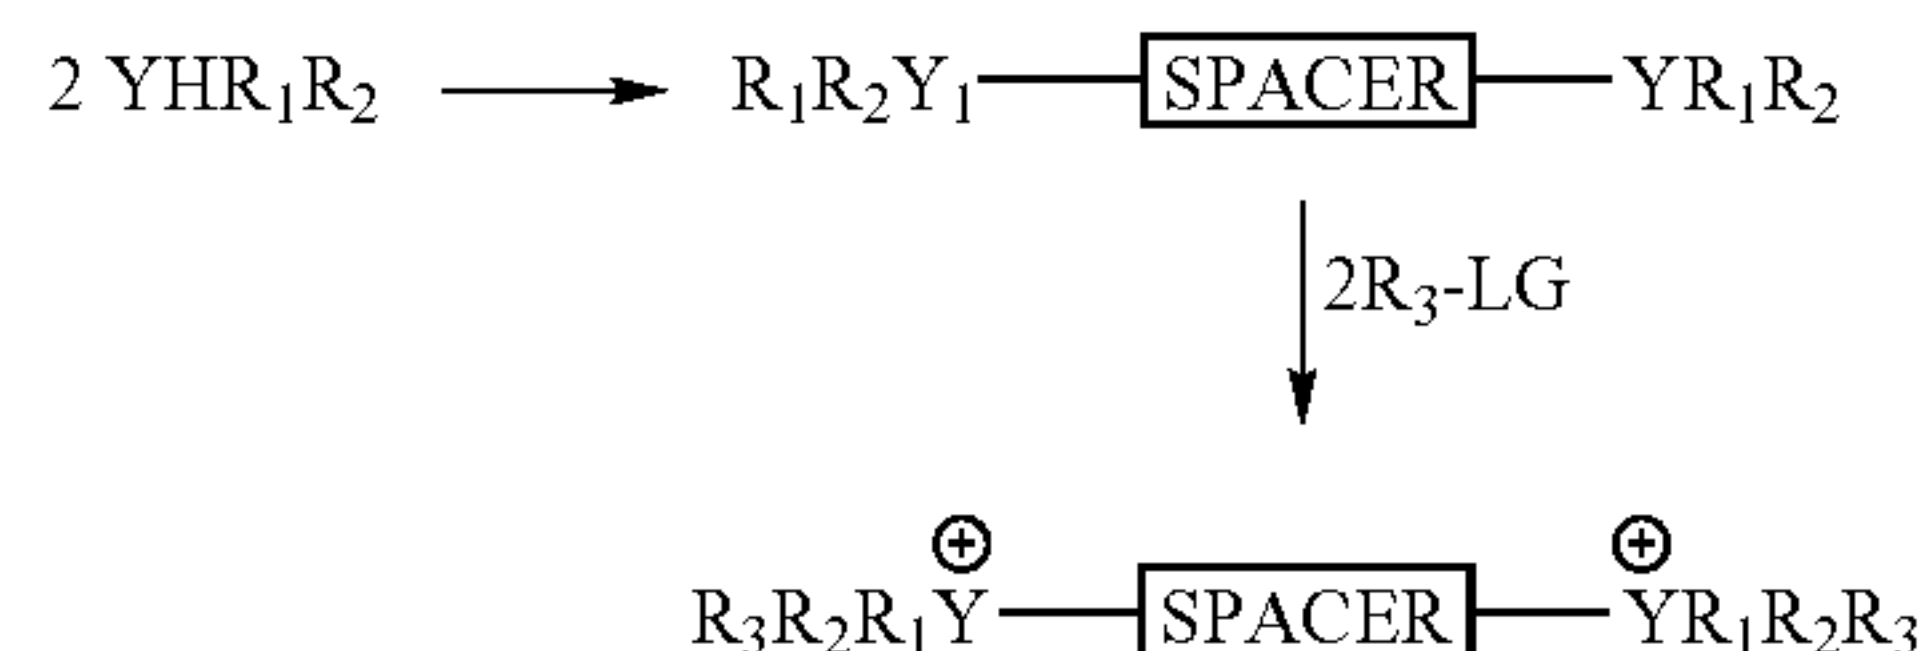 2 YHR₁R₂ R₁R₂Y₁ SPACER YR₁R₂
2R₃-LG
⊕ ⊕
R₃R₂R₁Y SPACER YR₁R₂R₃